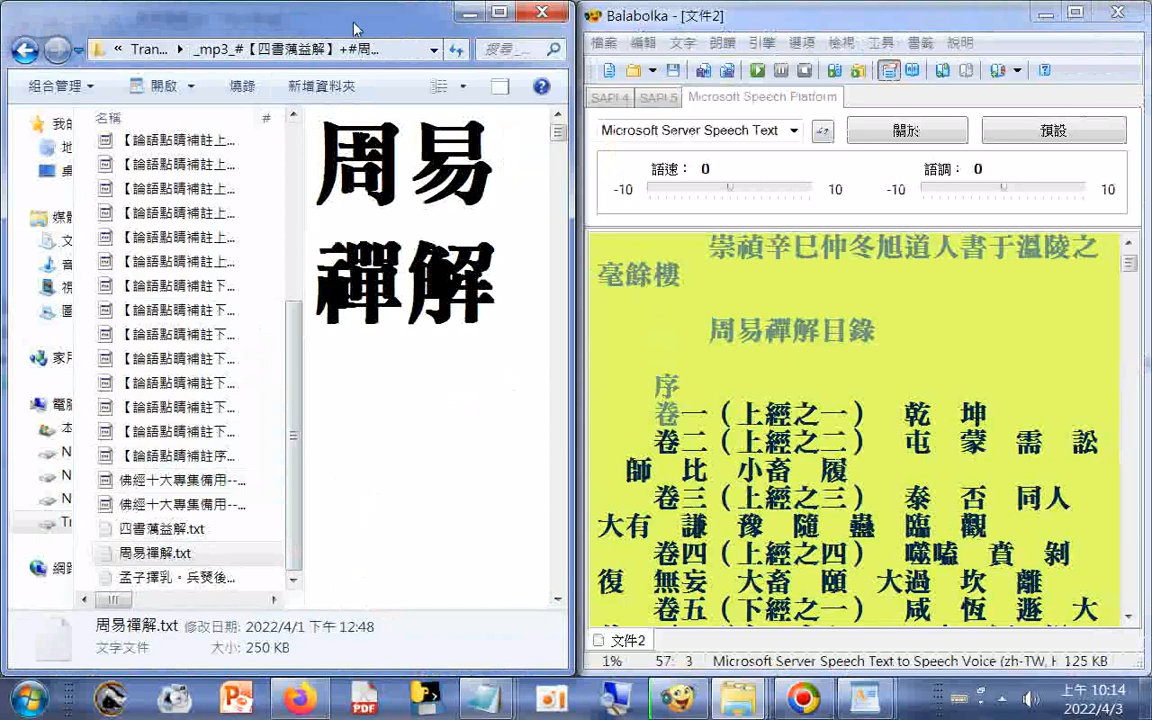 Tran...
_mp3_#【四書蕅益解】+#周...
搜尋...
組合管理
開啟
燒錄
新增資料夾
名稱
#
我的
地
桌
媒體
文
音
視
圖
家用
電腦
本
N
N
N
Tr
網路
【論語點睛補註上...
【論語點睛補註上...
【論語點睛補註上...
【論語點睛補註上...
【論語點睛補註上...
【論語點睛補註上...
【論語點睛補註下...
【論語點睛補註下...
【論語點睛補註下...
【論語點睛補註下...
【論語點睛補註下...
【論語點睛補註下...
【論語點睛補註下...
【論語點睛補註序...
佛經十大專集備用--...
佛經十大專集備用--...
四書蕅益解.txt
周易禪解.txt
孟子擇乳。兵燹後...
周易
禪解
周易禪解.txt 修改日期: 2022/4/1 下午 12:48
文字文件 大小: 250 KB
Balabolka - [文件2]
檔案 編輯 文字 朗讀 引擎 選項 檢視 工具 書籤 說明
SAPI 4 SAPI 5 Microsoft Speech Platform
Microsoft Server Speech Text
關於
預設
語速: 0
語調: 0
-10 10 -10 10
崇禎辛巳仲冬旭道人書于溫陵之
毫餘樓
周易禪解目錄
序
卷一（上經之一） 乾 坤
卷二（上經之二） 屯 蒙 需 訟
師 比 小畜 履
卷三（上經之三） 泰 否 同人
大有 謙 豫 隨 蠱 臨 觀
卷四（上經之四） 噬嗑 賁 剝
復 無妄 大畜 頤 大過 坎 離
卷五（下經之一） 咸 恆 遯 大
文件2
1% 57: 3 Microsoft Server Speech Text to Speech Voice (zh-TW, H 125 KB
上午 10:14
2022/4/3